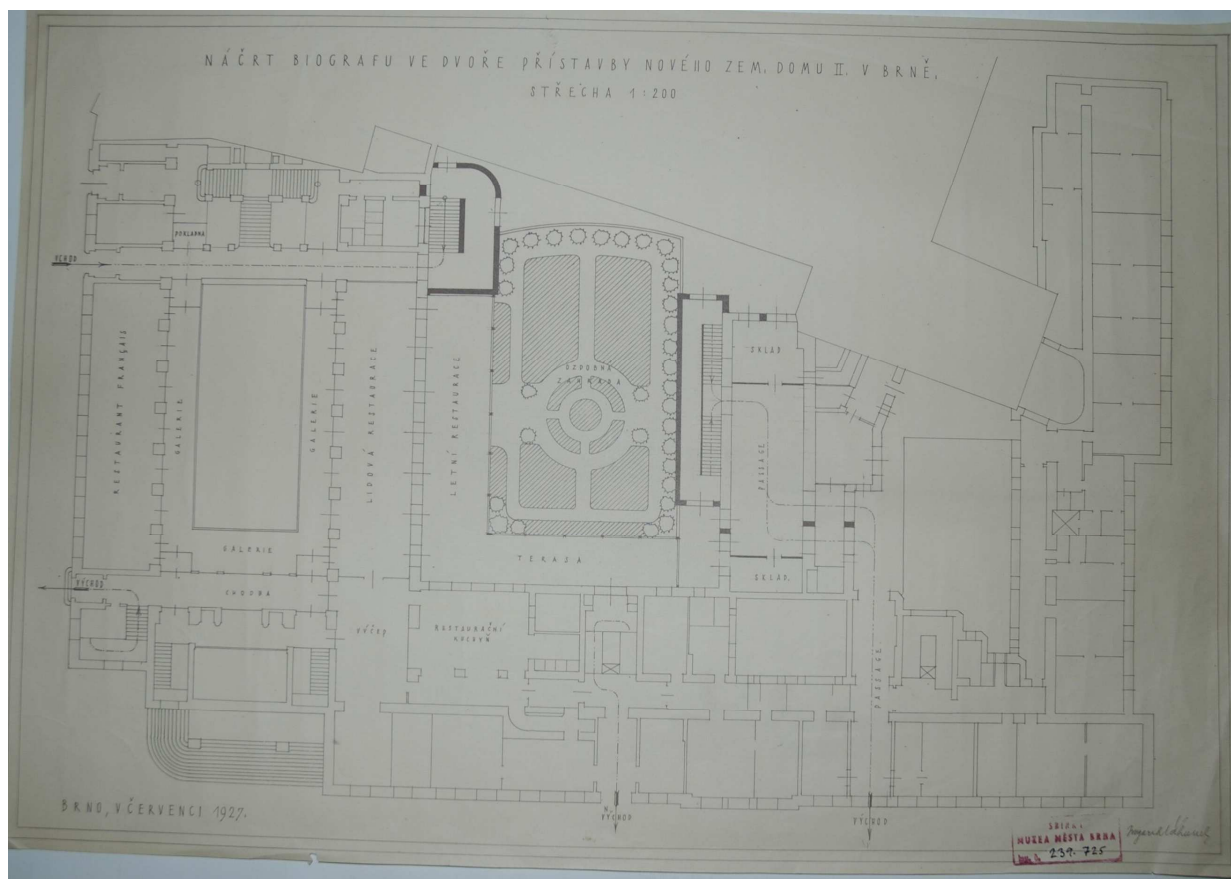 NÁČRT BIOGRAFU VE DVOŘE PŘÍSTAVBY NOVÉHO ZEM. DOMU II. V BRNĚ,
STŘECHA 1:200
VCHOD
RESTAURANT FRANÇAIS
GALERIE
GALERIE
GALERIE
LIDOVÁ RESTAURACE
LETNÍ RESTAURACE
OZDOBNÁ
ZAHRADA
SKLAD
PASSAGE
SKLAD.
TERASA
VÝCHOD
CHODBA
VÝČEP
RESTAURAČNÍ
KUCHYŇ
PASSAGE
N. VÝCHOD
VÝCHOD
BRNO, V ČERVENCI 1927.
SBÍRKY
MUZEA MĚSTA BRNA
239.725